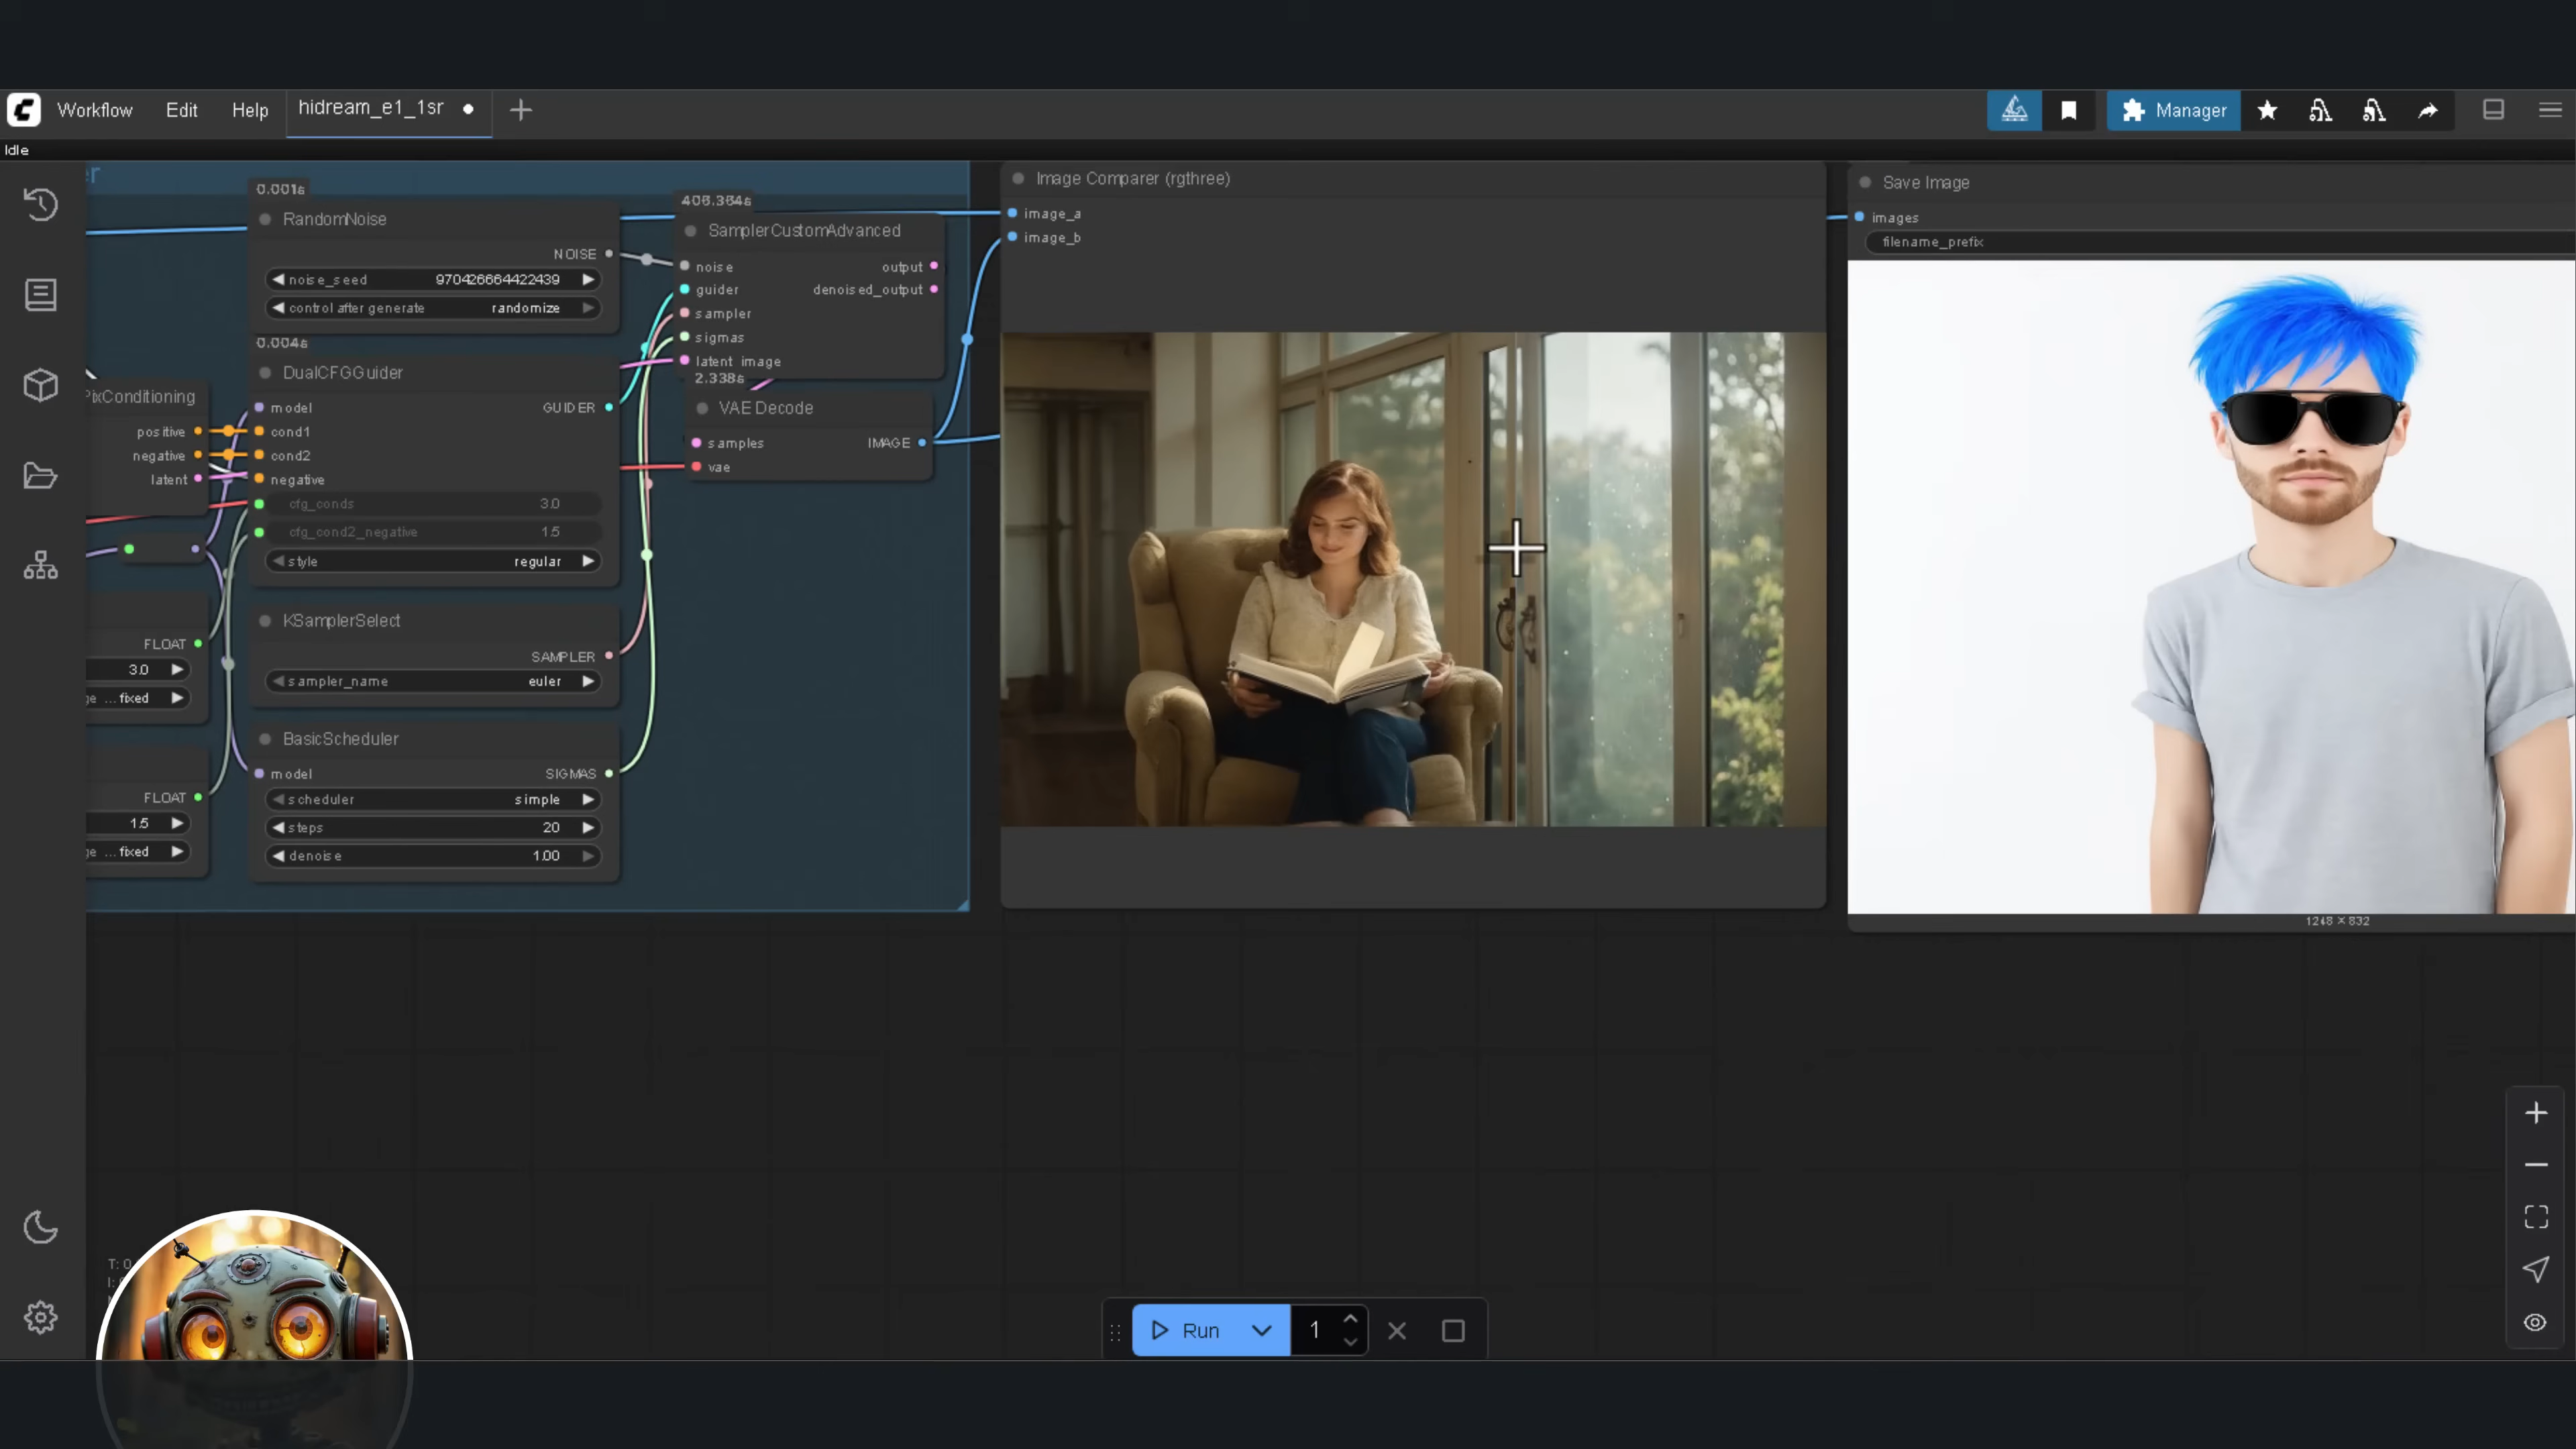 Workflow Edit Help hidream_e1_1sr
Manager
Idle
0.001s
RandomNoise
NOISE
noise_seed 970426664422439
control after generate randomize
0.004s
DualCFGGuider
model GUIDER
cond1
cond2
negative
cfg_conds 3.0
cfg_cond2_negative 1.5
style regular
KSamplerSelect
SAMPLER
sampler_name euler
BasicScheduler
model SIGMAS
scheduler simple
steps 20
denoise 1.00
PixConditioning
positive
negative
latent
FLOAT
3.0
ge ... fixed
FLOAT
1.5
ge ... fixed
406.364s
SamplerCustomAdvanced
noise output
guider denoised_output
sampler
sigmas
latent image
2.338s
VAE Decode
samples IMAGE
vae
Image Comparer (rgthree)
image_a
image_b
Save Image
images
filename_prefix
1248 × 832
Run 1